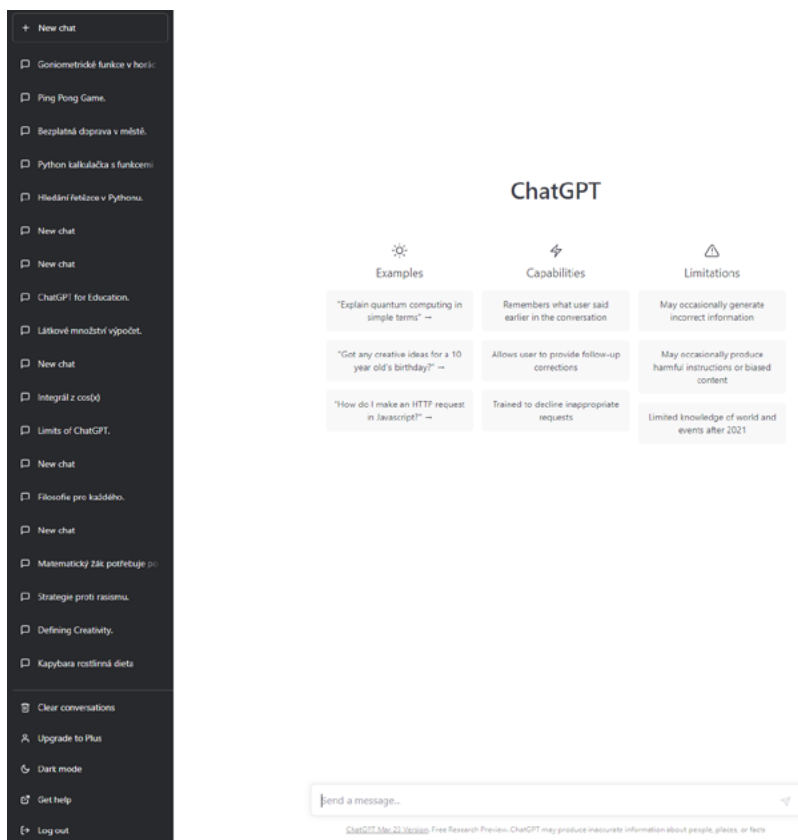 + New chat
Goniometrické funkce v horác
Ping Pong Game.
Bezplatná doprava v městě.
Python kalkulačka s funkcemi
Hledání řetězce v Pythonu.
New chat
New chat
ChatGPT for Education.
Látkové množství výpočet.
New chat
Integrál z cos(x)
Limits of ChatGPT.
New chat
Filosofie pro každého.
New chat
Matematický žák potřebuje po
Strategie proti rasismu.
Defining Creativity.
Kapybara rostlinná dieta
Clear conversations
Upgrade to Plus
Dark mode
Get help
Log out
ChatGPT
Examples
"Explain quantum computing in
simple terms" →
"Got any creative ideas for a 10
year old's birthday?" →
"How do I make an HTTP request
in Javascript?" →
Capabilities
Remembers what user said
earlier in the conversation
Allows user to provide follow-up
corrections
Trained to decline inappropriate
requests
Limitations
May occasionally generate
incorrect information
May occasionally produce
harmful instructions or biased
content
Limited knowledge of world and
events after 2021
Send a message...
ChatGPT Mar 23 Version. Free Research Preview. ChatGPT may produce inaccurate information about people, places, or facts